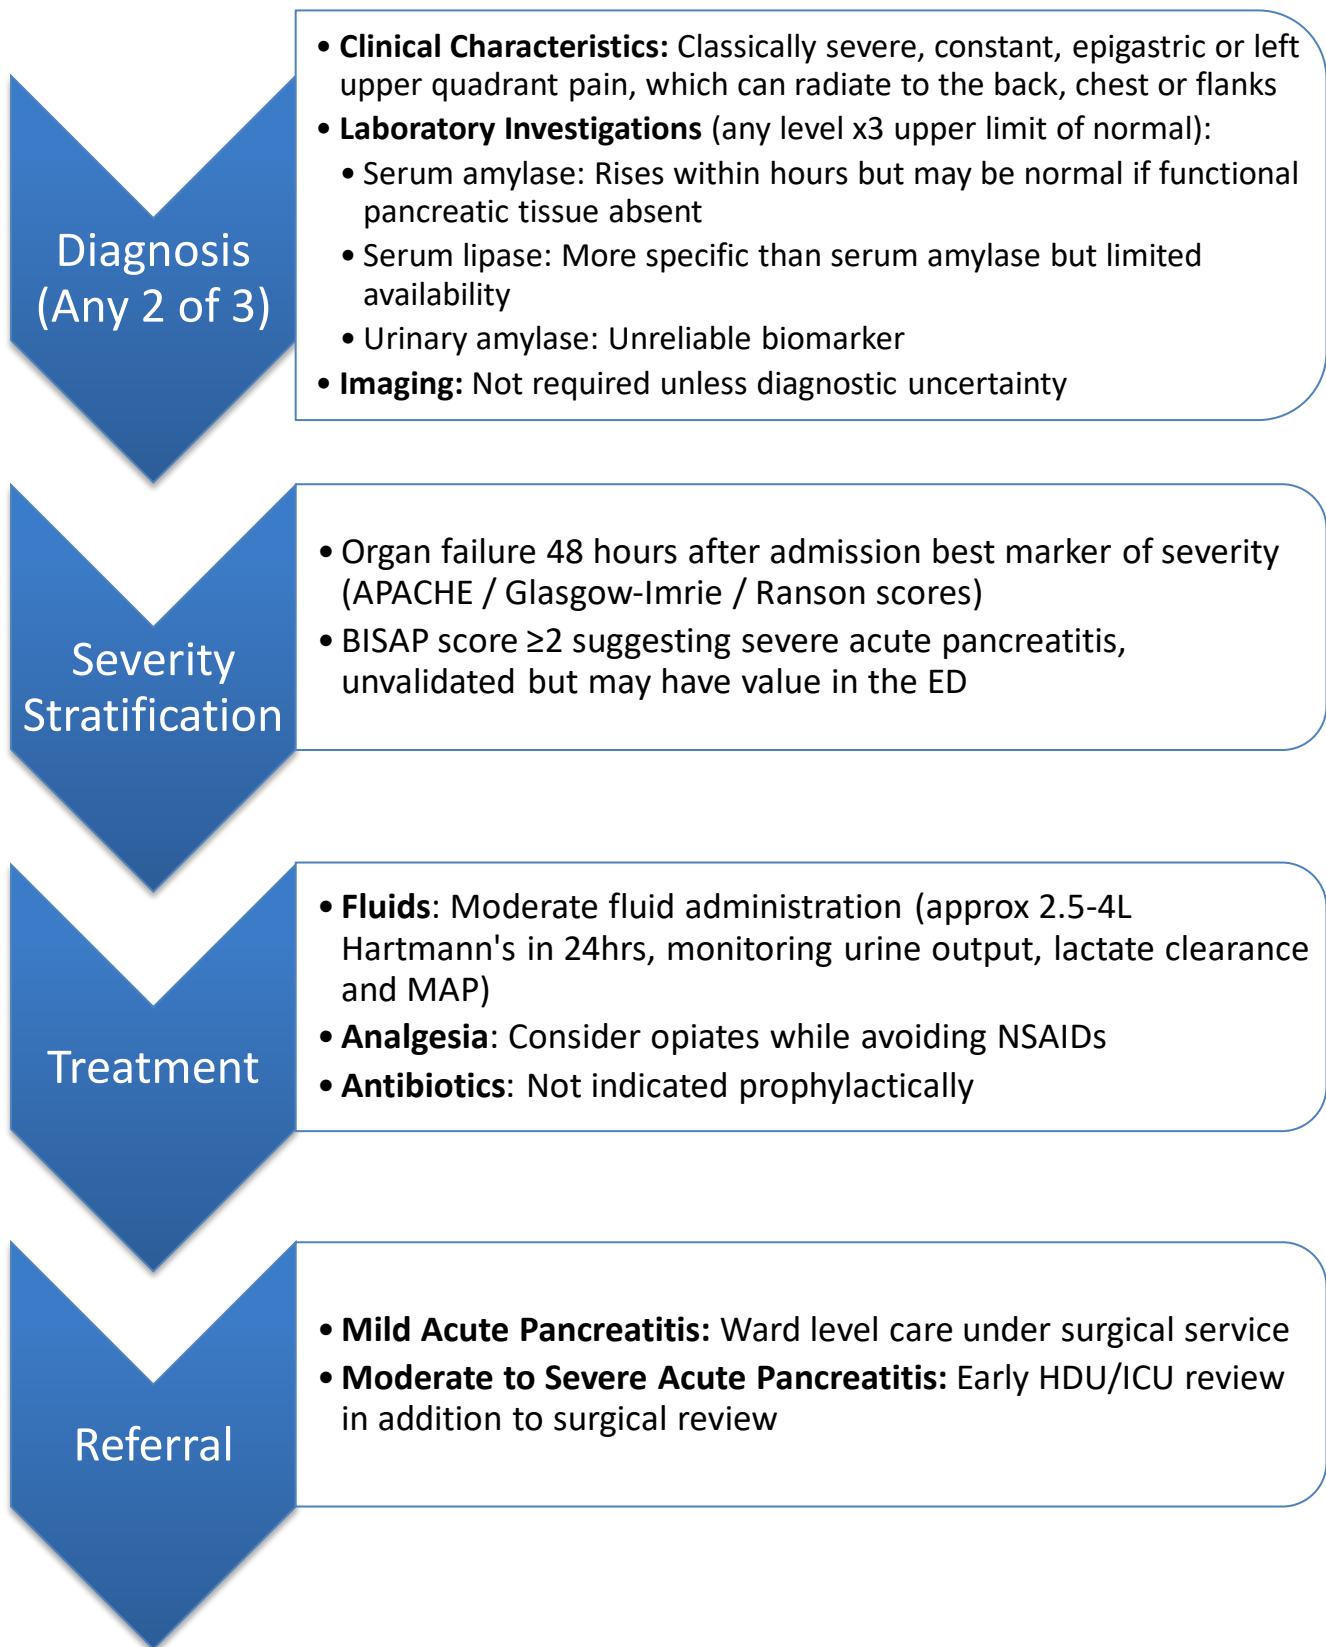 Diagnosis
(Any 2 of 3)
• Clinical Characteristics: Classically severe, constant, epigastric or left
upper quadrant pain, which can radiate to the back, chest or flanks
• Laboratory Investigations (any level x3 upper limit of normal):
• Serum amylase: Rises within hours but may be normal if functional
pancreatic tissue absent
• Serum lipase: More specific than serum amylase but limited
availability
• Urinary amylase: Unreliable biomarker
• Imaging: Not required unless diagnostic uncertainty
Severity
Stratification
• Organ failure 48 hours after admission best marker of severity
(APACHE / Glasgow-Imrie / Ranson scores)
• BISAP score ≥2 suggesting severe acute pancreatitis,
unvalidated but may have value in the ED
Treatment
• Fluids: Moderate fluid administration (approx 2.5-4L
Hartmann's in 24hrs, monitoring urine output, lactate clearance
and MAP)
• Analgesia: Consider opiates while avoiding NSAIDs
• Antibiotics: Not indicated prophylactically
Referral
• Mild Acute Pancreatitis: Ward level care under surgical service
• Moderate to Severe Acute Pancreatitis: Early HDU/ICU review
in addition to surgical review